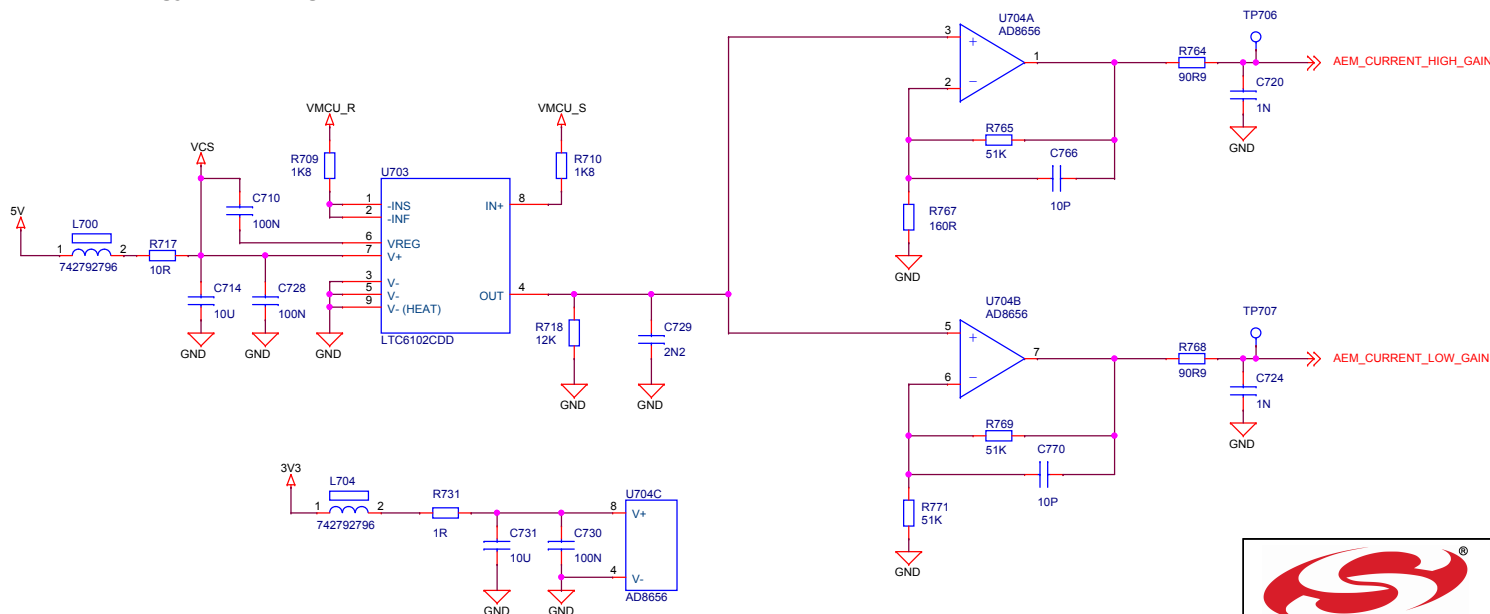 U704A
AD8656
TP706
3
+
1
R764
90R9
AEM_CURRENT_HIGH_GAIN
2
−
C720
1N
GND
R765
51K
C766
10P
R767
160R
GND
VMCU_R
VMCU_S
R709
1K8
R710
1K8
VCS
U703
C710
100N
1
-INS
2
-INF
IN+
8
6
VREG
7
V+
3
V-
5
V-
9
V- (HEAT)
OUT
4
LTC6102CDD
5V
L700
1
2
742792796
R717
10R
C714
10U
C728
100N
GND
GND
GND
R718
12K
C729
2N2
GND
GND
U704B
AD8656
TP707
5
+
7
R768
90R9
AEM_CURRENT_LOW_GAIN
6
−
C724
1N
GND
R769
51K
C770
10P
R771
51K
GND
3V3
L704
1
2
742792796
R731
1R
C731
10U
C730
100N
U704C
8
V+
4
V-
AD8656
GND
GND
®